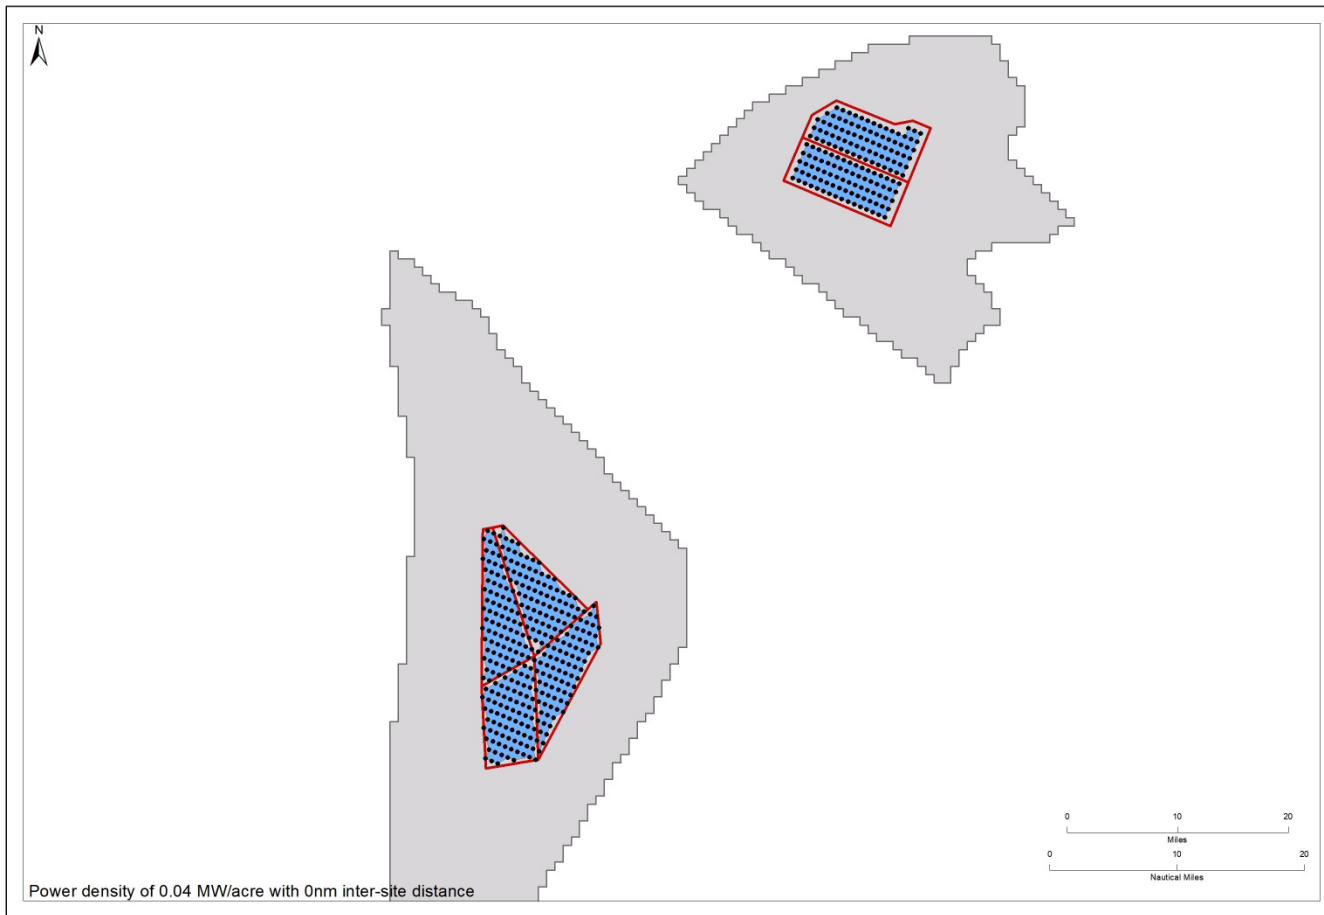 N
0 10 20
Miles
0 10 20
Nautical Miles
Power density of 0.04 MW/acre with 0nm inter-site distance